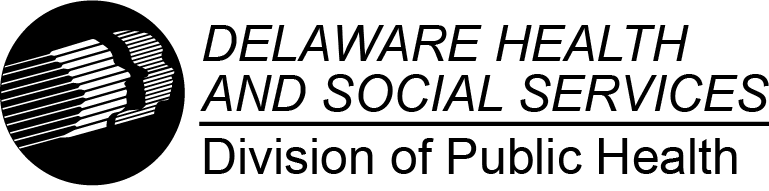 DELAWARE HEALTH
AND SOCIAL SERVICES
Division of Public Health